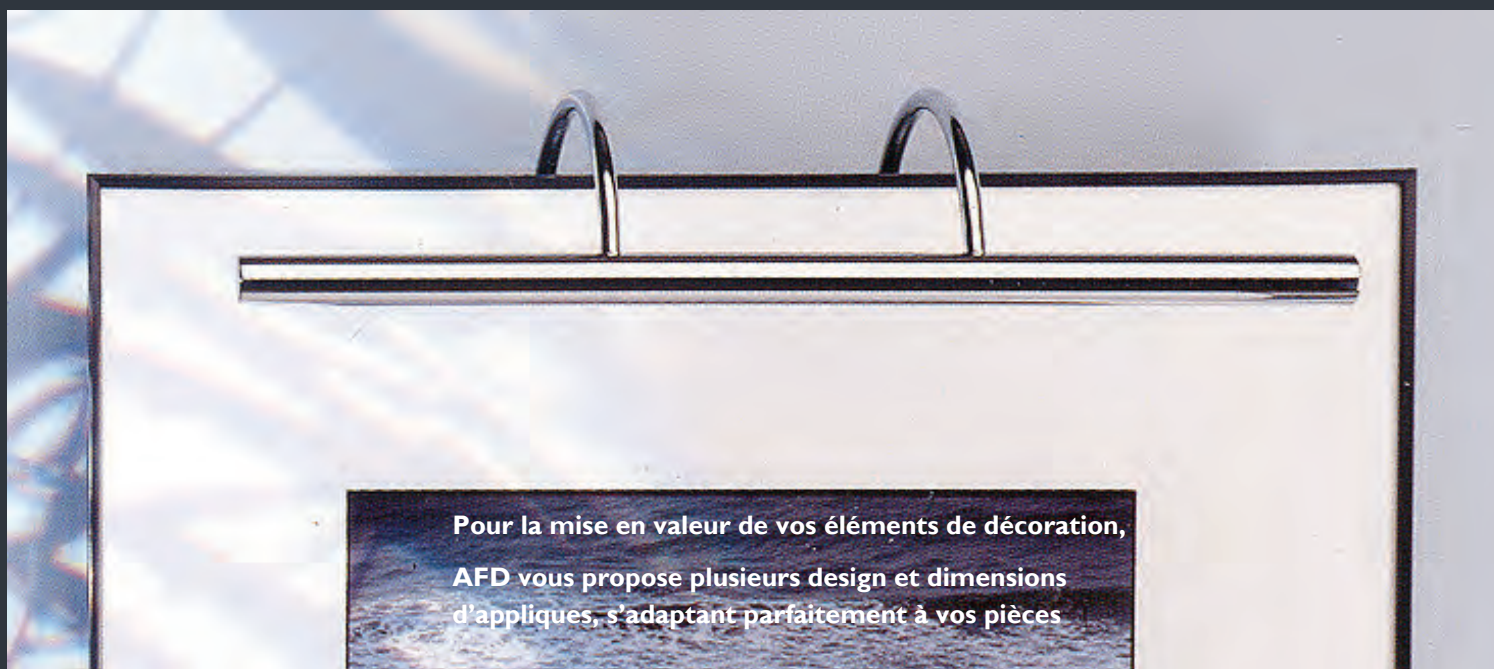 Pour la mise en valeur de vos éléments de décoration,
AFD vous propose plusieurs design et dimensions
d’appliques, s’adaptant parfaitement à vos pièces